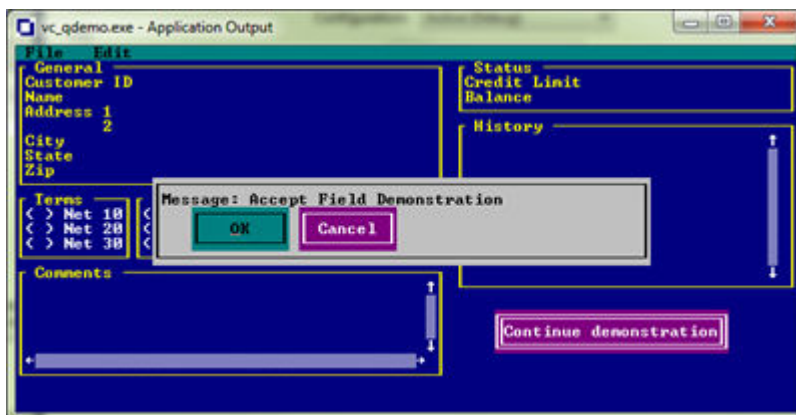 vc_qdemo.exe - Application Output
File Edit
General
Customer ID
Name
Address 1
2
City
State
Zip
Status
Credit Limit
Balance
History
Message: Accept Field Demonstration
OK Cancel
Terms
( ) Net 10
( ) Net 20
( ) Net 30
Comments
Continue demonstration